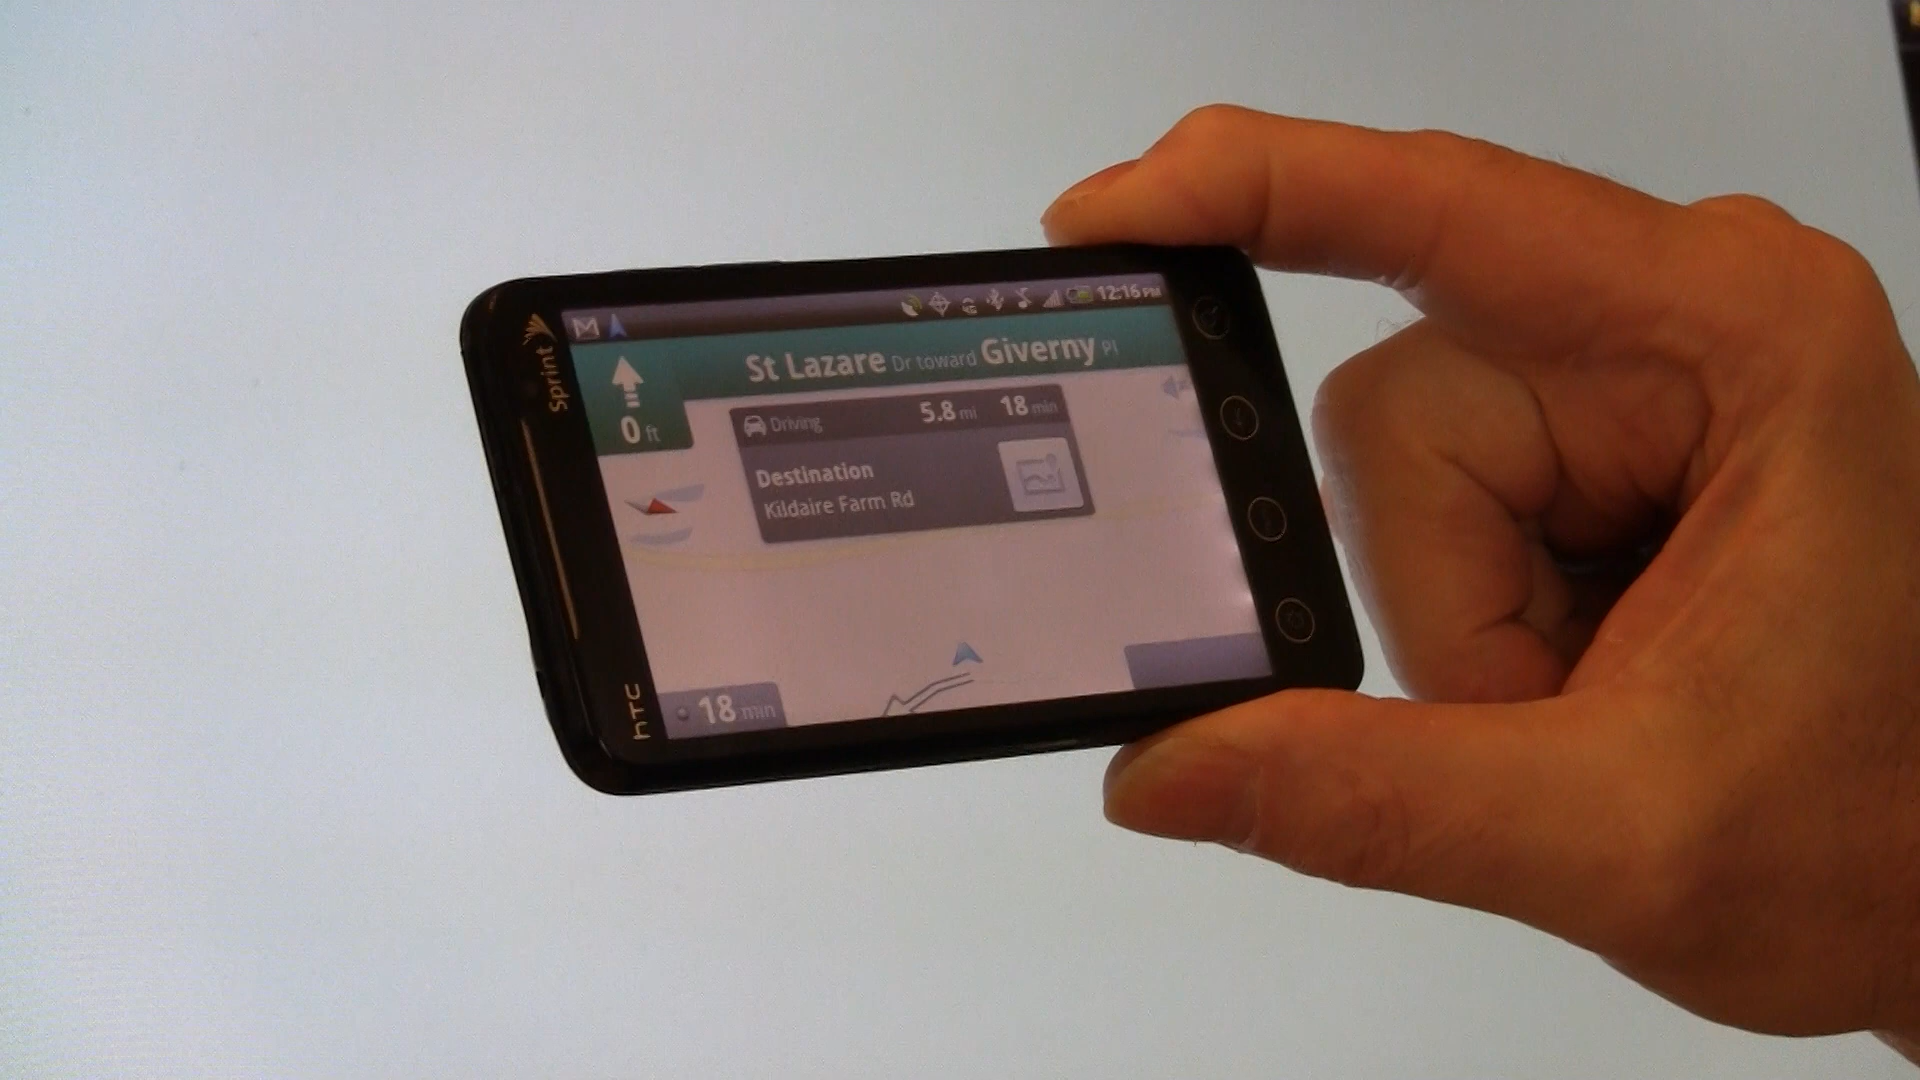 12:16 PM
St Lazare Dr toward Giverny Pl
0 ft
Driving 5.8 mi 18 min
Destination
Kildaire Farm Rd
18 min
Sprint
hTC